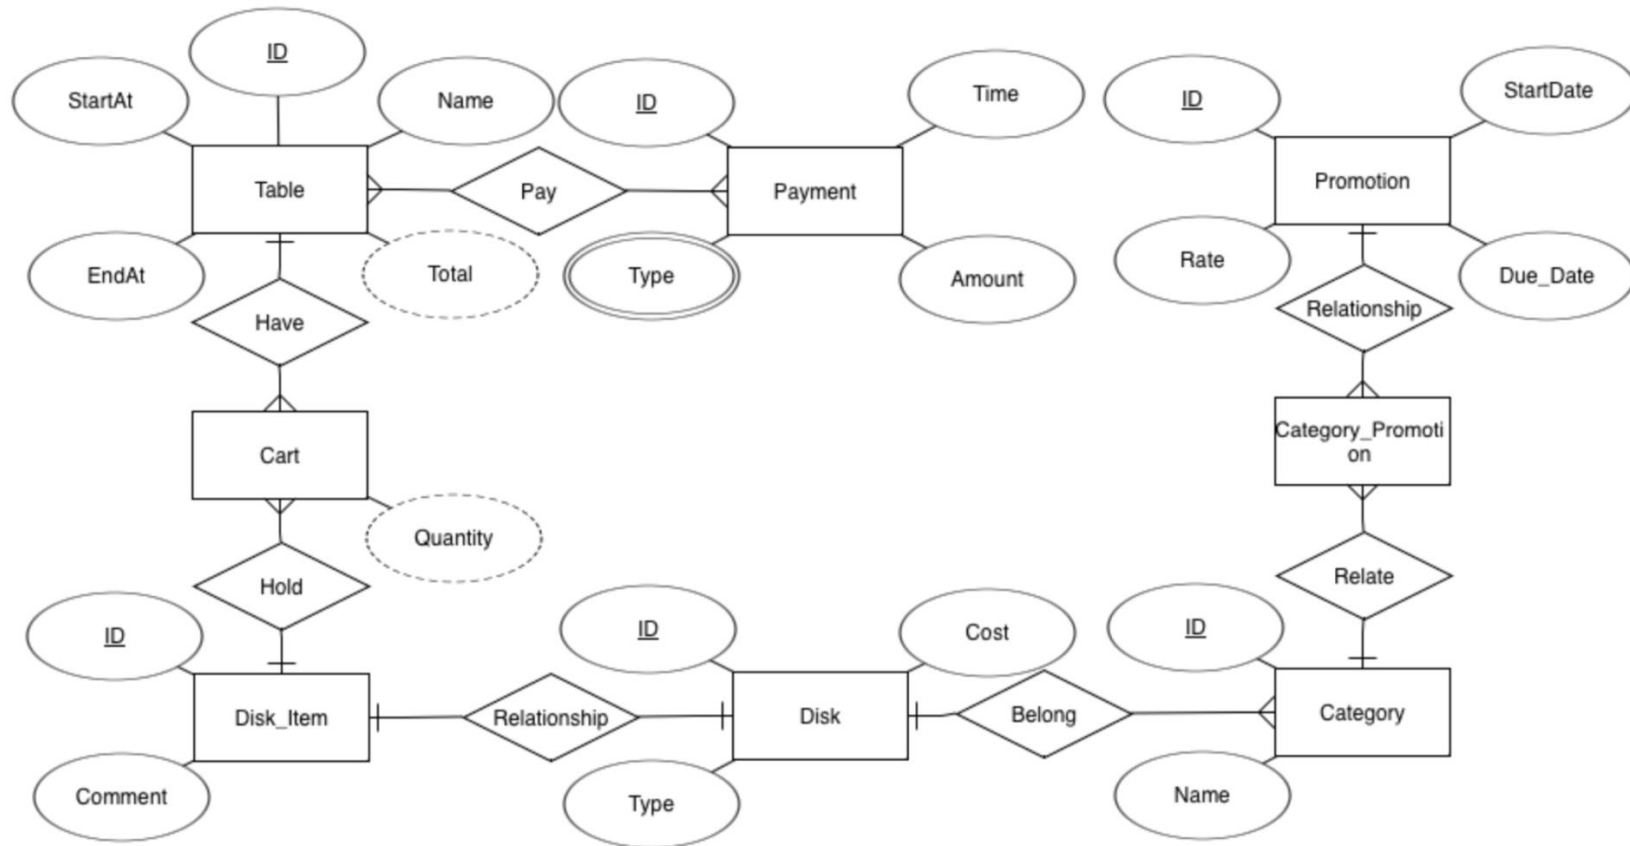 ID
StartAt
Name
ID
Time
ID
StartDate
Table
Pay
Payment
Promotion
EndAt
Total
Type
Amount
Rate
Due_Date
Have
Relationship
Cart
Category_Promoti
on
Quantity
Hold
Relate
ID
ID
Cost
ID
Disk_Item
Relationship
Disk
Belong
Category
Comment
Type
Name